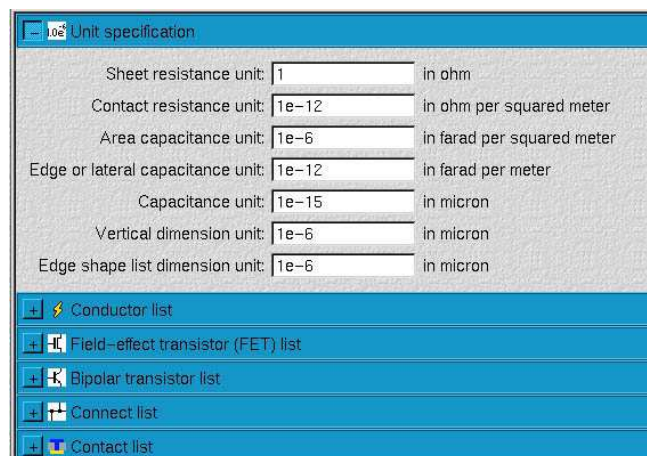 1.0e⁻⁶ Unit specification
Sheet resistance unit: 1 in ohm
Contact resistance unit: 1e-12 in ohm per squared meter
Area capacitance unit: 1e-6 in farad per squared meter
Edge or lateral capacitance unit: 1e-12 in farad per meter
Capacitance unit: 1e-15 in micron
Vertical dimension unit: 1e-6 in micron
Edge shape list dimension unit: 1e-6 in micron
Conductor list
Field-effect transistor (FET) list
Bipolar transistor list
Connect list
Contact list